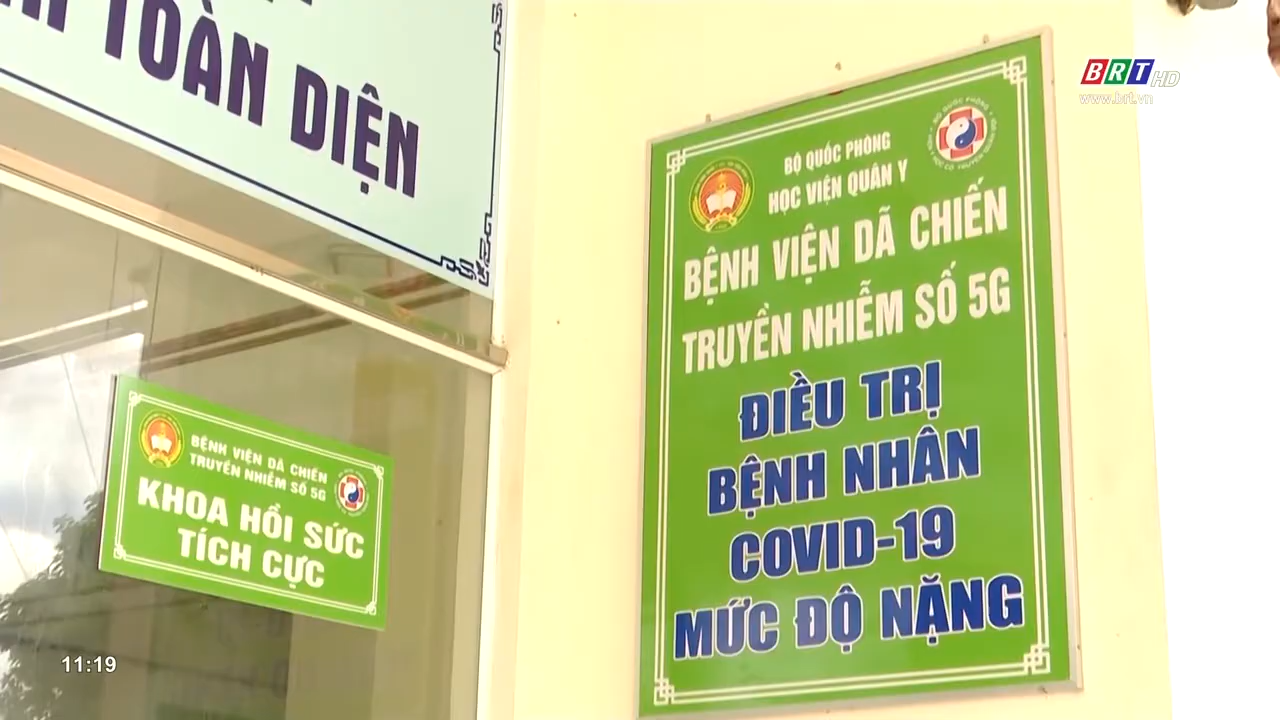 TOÀN DIỆN
BRT HD
www.brt.vn
BỘ QUỐC PHÒNG
HỌC VIỆN QUÂN Y
BỆNH VIỆN DÃ CHIẾN
TRUYỀN NHIỄM SỐ 5G
ĐIỀU TRỊ
BỆNH NHÂN
COVID-19
MỨC ĐỘ NẶNG
BỆNH VIỆN DÃ CHIẾN
TRUYỀN NHIỄM SỐ 5G
KHOA HỒI SỨC
TÍCH CỰC
11:19